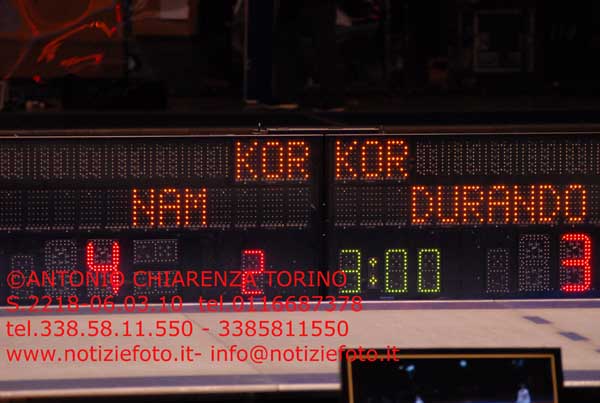 KOR KOR
NAM DURANDO
4 2 3:00 3
©ANTONIO CHIARENZA TORINO
S.2218-06.03.10 tel.0116687378
tel.338.58.11.550 - 3385811550
www.notiziefoto.it- info@notiziefoto.it